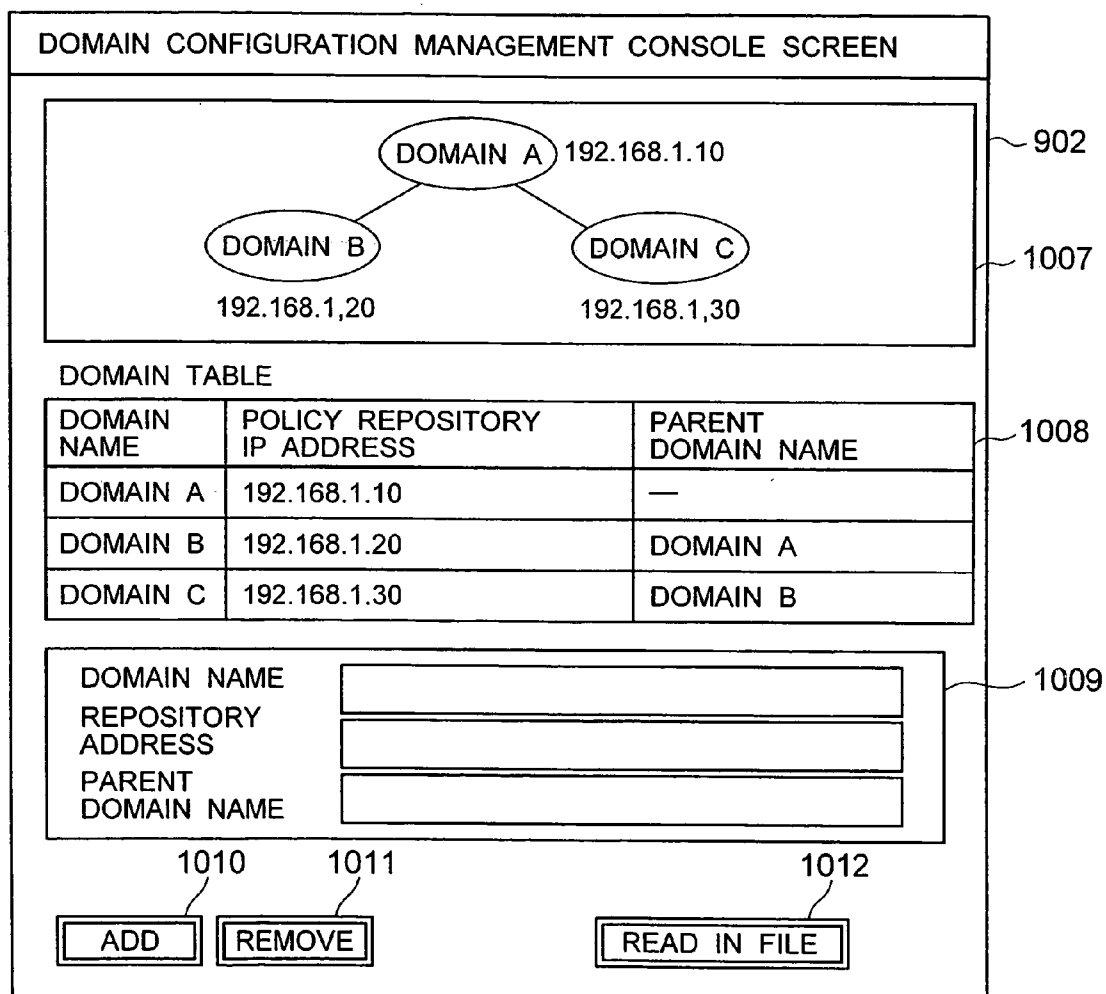 DOMAIN CONFIGURATION MANAGEMENT CONSOLE SCREEN
DOMAIN A 192.168.1.10
902
DOMAIN B
DOMAIN C
1007
192.168.1,20
192.168.1,30
DOMAIN TABLE
DOMAIN NAME
POLICY REPOSITORY IP ADDRESS
PARENT DOMAIN NAME
1008
DOMAIN A 192.168.1.10 —
DOMAIN B 192.168.1.20 DOMAIN A
DOMAIN C 192.168.1.30 DOMAIN B
DOMAIN NAME
1009
REPOSITORY
ADDRESS
PARENT
DOMAIN NAME
1010 1011 1012
ADD REMOVE READ IN FILE